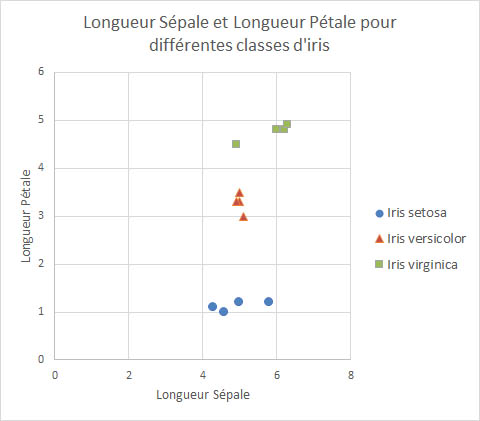 Longueur Sépale et Longueur Pétale pour
différentes classes d'iris
6
5
4
3
2
1
0
0 2 4 6 8
Longueur Pétale
Longueur Sépale
Iris setosa
Iris versicolor
Iris virginica